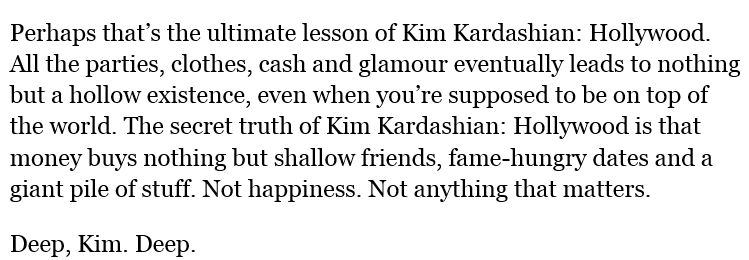 Perhaps that’s the ultimate lesson of Kim Kardashian: Hollywood.
All the parties, clothes, cash and glamour eventually leads to nothing
but a hollow existence, even when you’re supposed to be on top of
the world. The secret truth of Kim Kardashian: Hollywood is that
money buys nothing but shallow friends, fame-hungry dates and a
giant pile of stuff. Not happiness. Not anything that matters.
Deep, Kim. Deep.